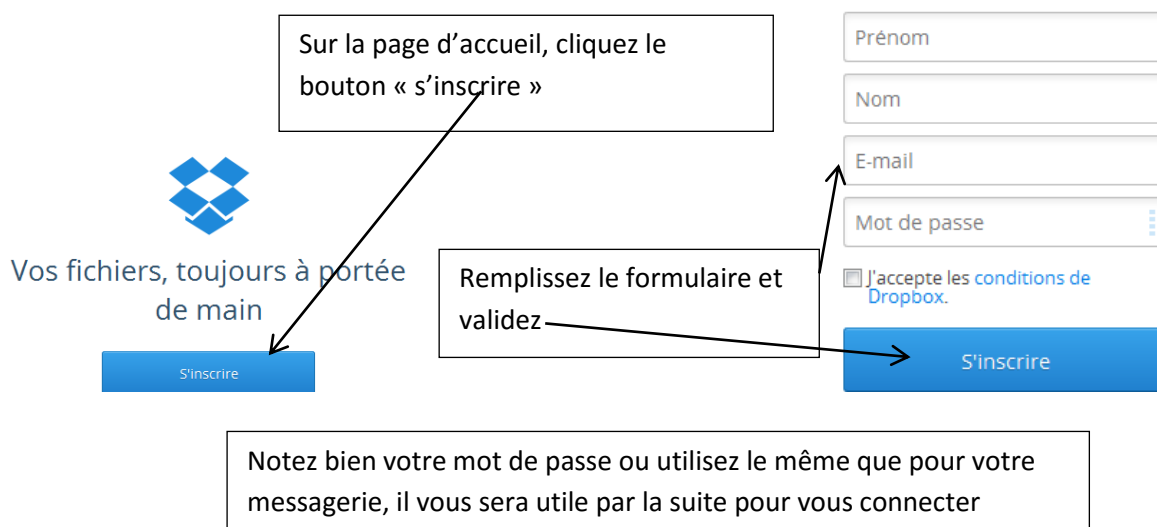 Sur la page d’accueil, cliquez le
bouton « s’inscrire »
Vos fichiers, toujours à portée
de main
S'inscrire
Prénom
Nom
E-mail
Mot de passe
J'accepte les conditions de
Dropbox.
S'inscrire
Remplissez le formulaire et
validez
Notez bien votre mot de passe ou utilisez le même que pour votre
messagerie, il vous sera utile par la suite pour vous connecter